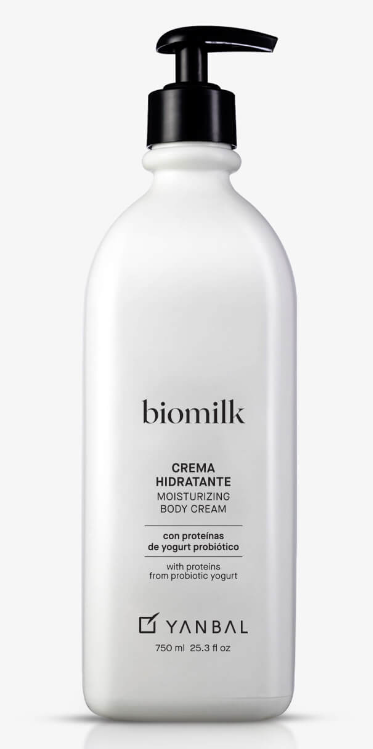 biomilk
CREMA
HIDRATANTE
MOISTURIZING
BODY CREAM
con proteínas
de yogurt probiótico
with proteins
from probiotic yogurt
YANBAL
750 ml 25.3 fl oz